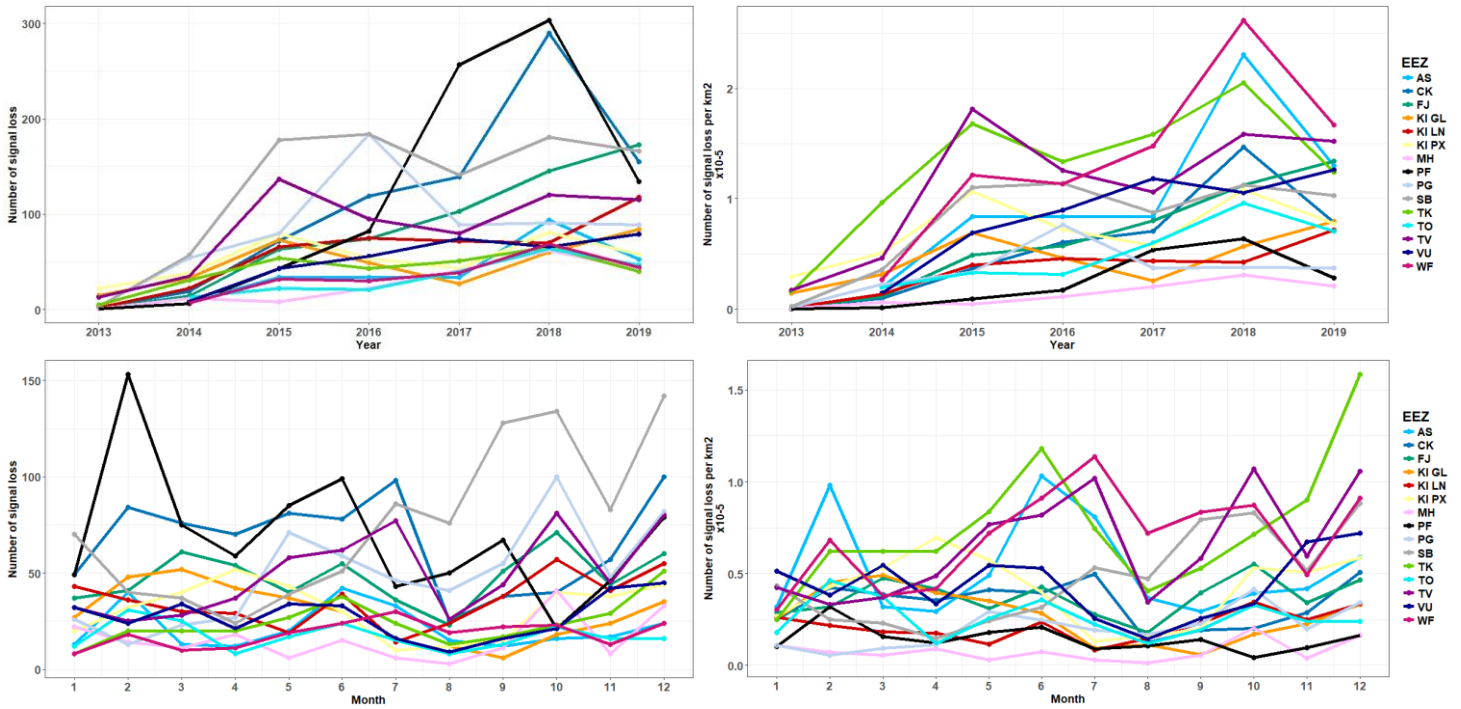 Number of signal loss
300
200
100
0
2013 2014 2015 2016 2017 2018 2019
Year
Number of signal loss per km2
x10-5
2
1
0
2013 2014 2015 2016 2017 2018 2019
Year
EEZ
AS
CK
FJ
KI GL
KI LN
KI PX
MH
PF
PG
SB
TK
TO
TV
VU
WF
Number of signal loss
150
100
50
0
1 2 3 4 5 6 7 8 9 10 11 12
Month
Number of signal loss per km2
x10-5
1.5
1.0
0.5
0.0
1 2 3 4 5 6 7 8 9 10 11 12
Month
EEZ
AS
CK
FJ
KI GL
KI LN
KI PX
MH
PF
PG
SB
TK
TO
TV
VU
WF